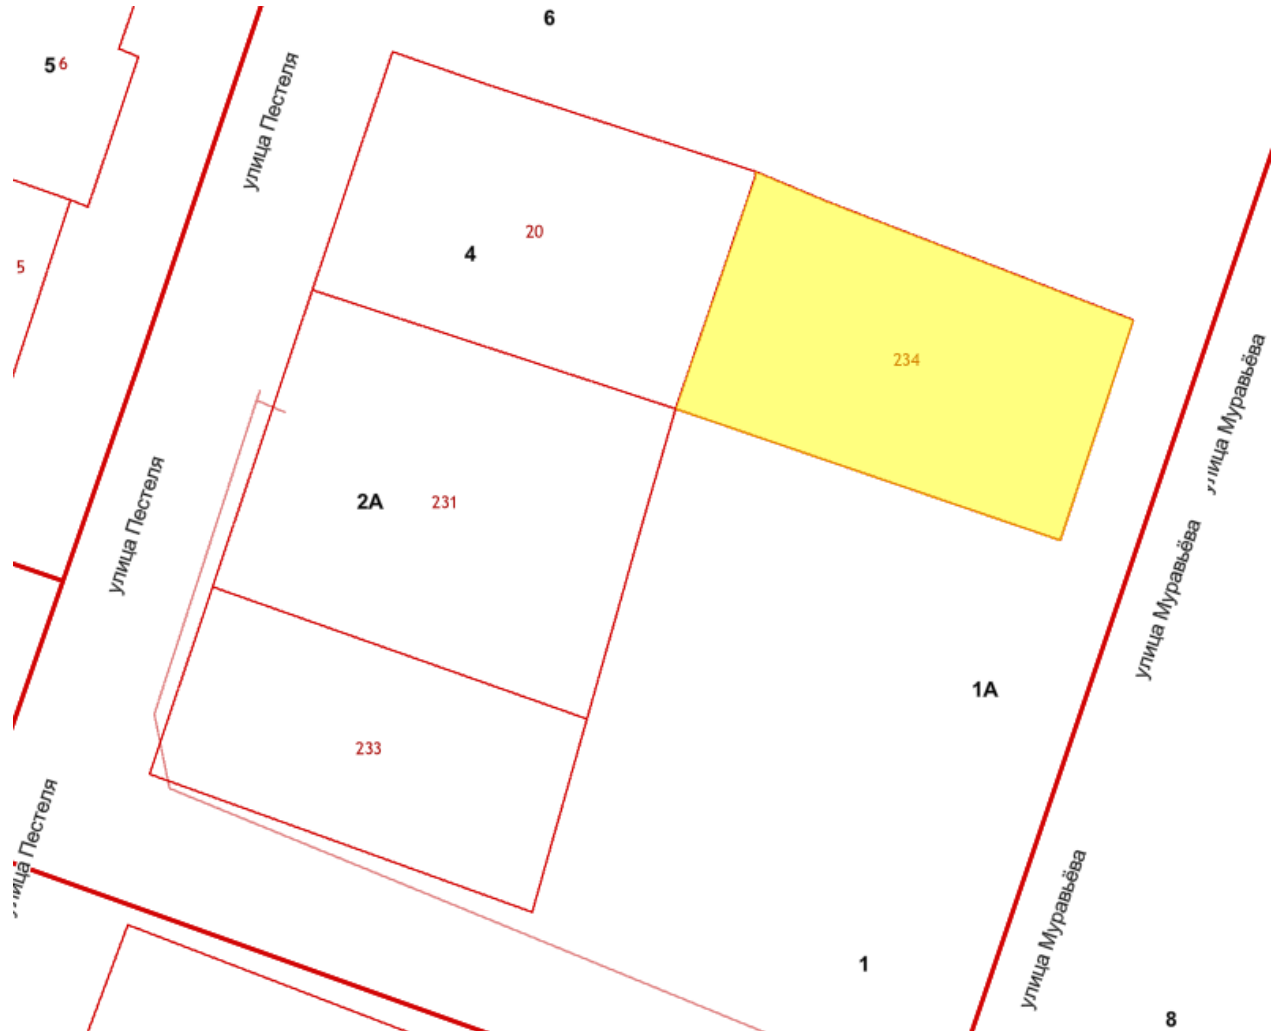 6
5 6
улица Пестеля
20
4
5
234
улица Муравьёва
2А 231
улица Пестеля
улица Муравьёва
1А
233
улица Пестеля
улица Муравьёва
1
8